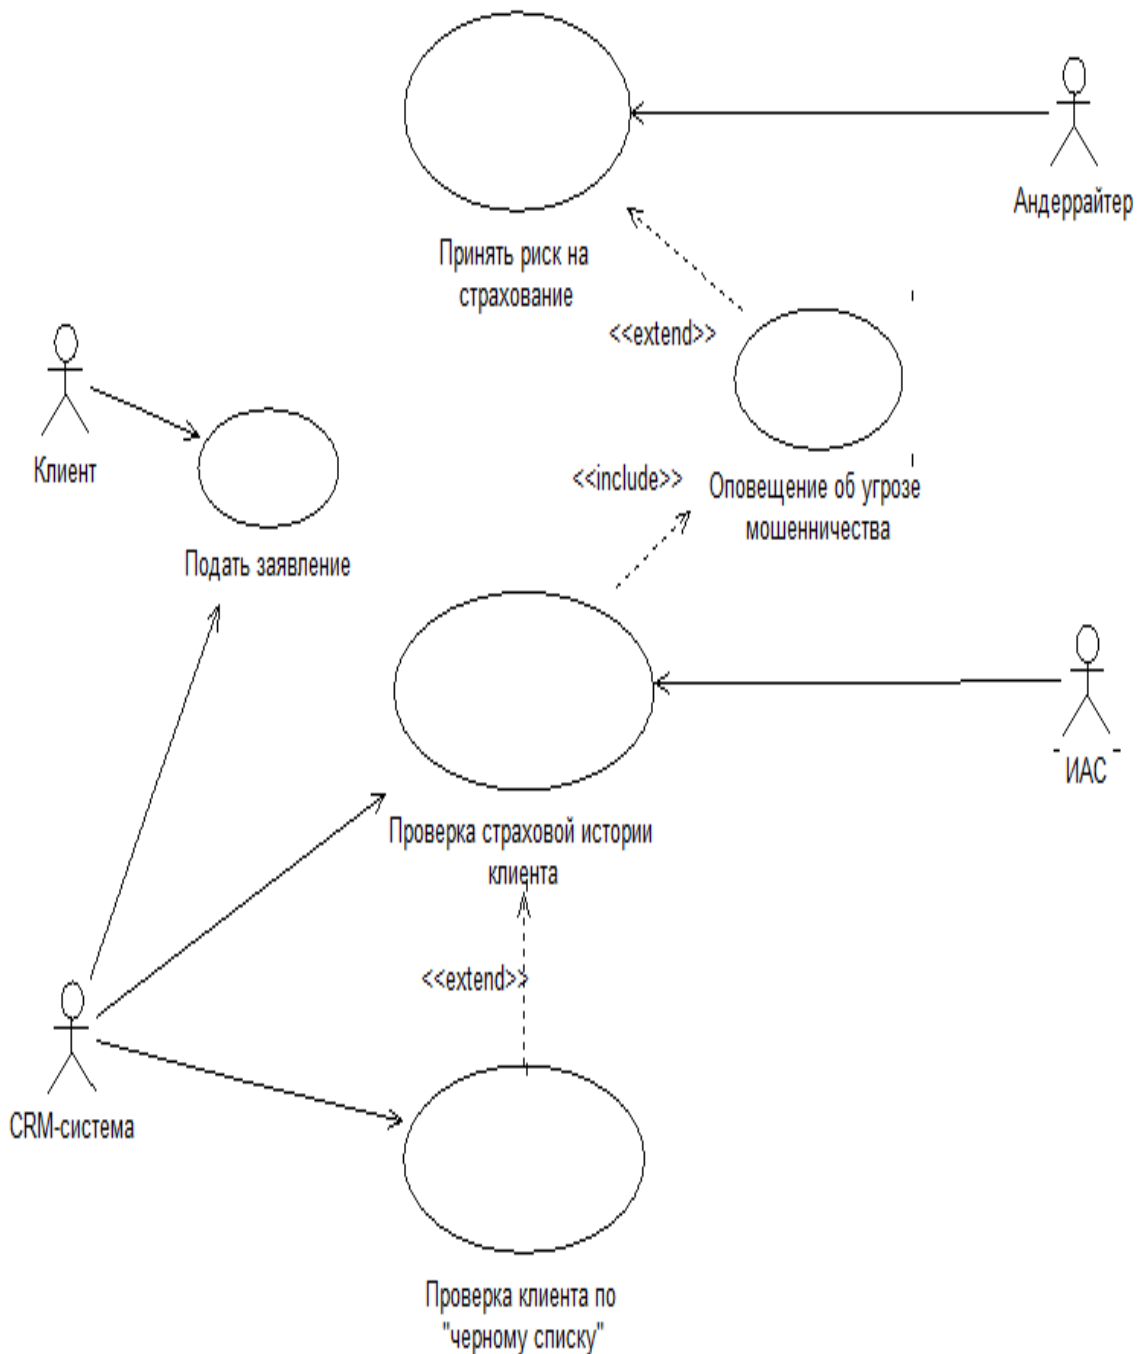 Андеррайтер
Принять риск на
страхование
<<extend>>
Клиент
<<include>>
Оповещение об угрозе
мошенничества
Подать заявление
ИАС
Проверка страховой истории
клиента
<<extend>>
CRM-система
Проверка клиента по
"черному списку"